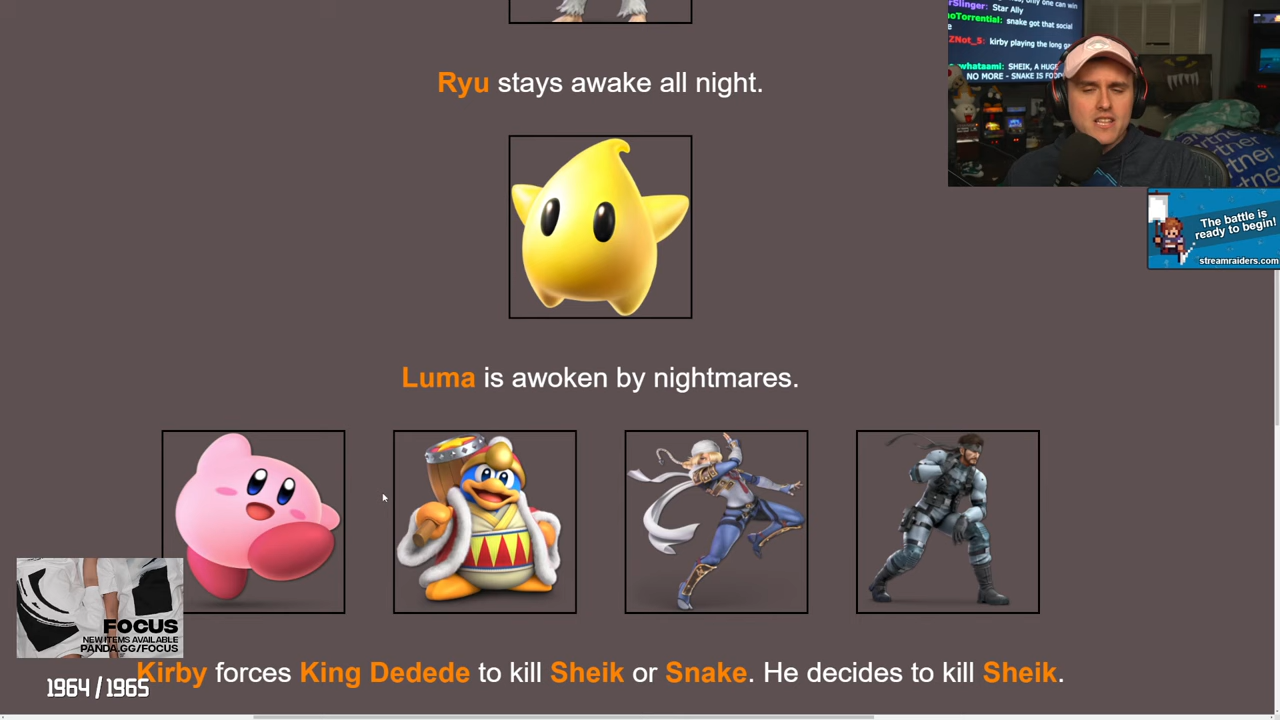 Star Ally
snake got that social
kirby playing the long
SHEIK, A HUGE
NO MORE - SNAKE IS
Ryu stays awake all night.
The battle is
ready to begin!
streamraiders.com
Luma is awoken by nightmares.
FOCUS
NEW ITEMS AVAILABLE
PANDA.GG/FOCUS
Kirby forces King Dedede to kill Sheik or Snake. He decides to kill Sheik.
1964 / 1965